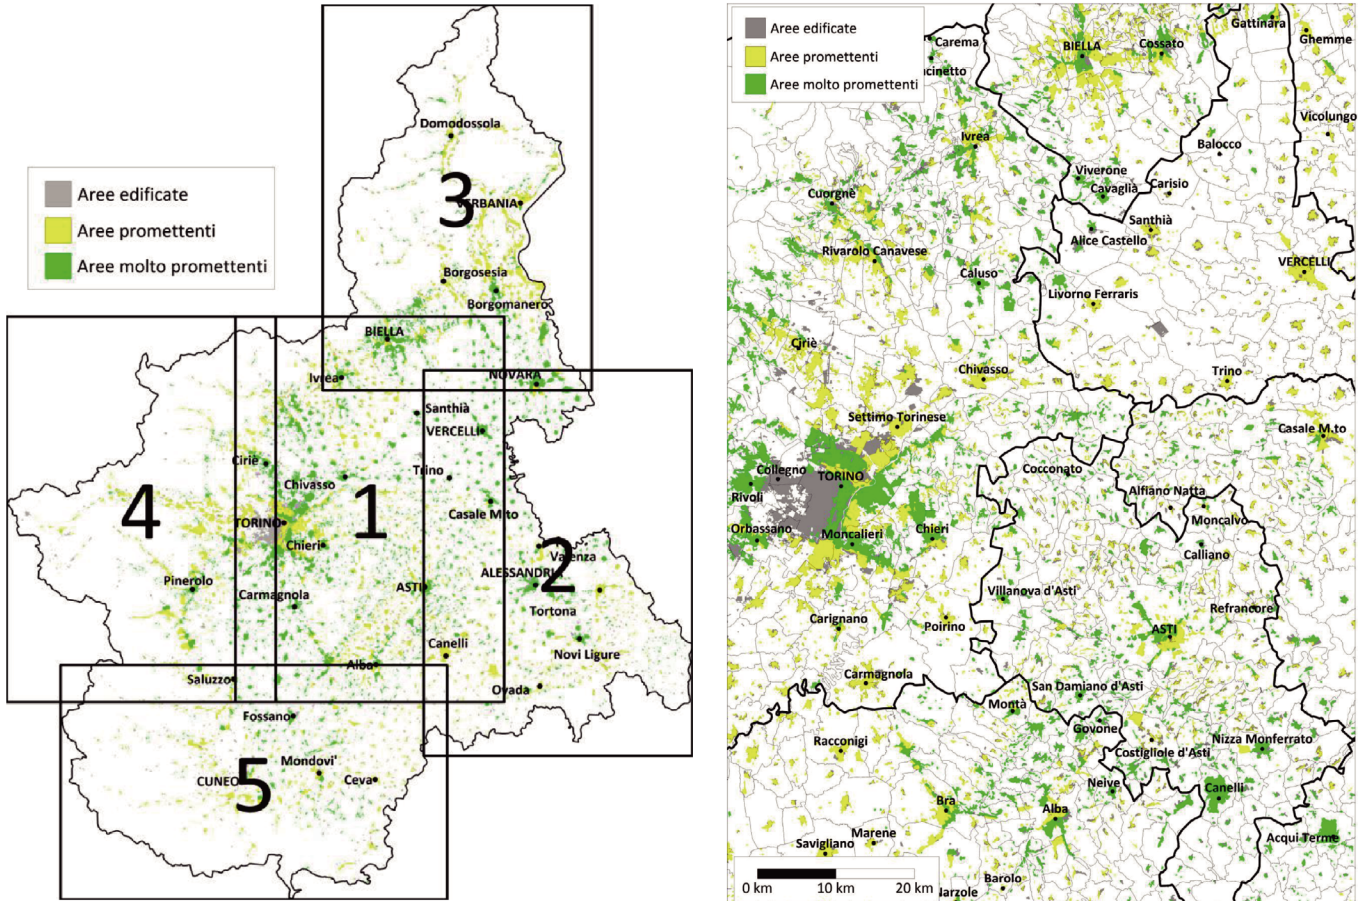 Aree edificate
Aree promettenti
Aree molto promettenti
Domodossola
3
VERBANIA
Borgosesia
Borgomanero
BIELLA
Ivrea
NOVARA
Santhià
VERCELLI
Ciriè
Trino
Chivasso
4
1
Casale M.to
TORINO
Chieri
2
Valenza
ALESSANDRIA
Pinerolo
ASTI
Carmagnola
Tortona
Canelli
Novi Ligure
Alba
Saluzzo
Ovada
Fossano
Mondovi'
CUNEO
5
Ceva
Aree edificate
Aree promettenti
Aree molto promettenti
Carema
BIELLA
Cossato
Gattinara
Ghemme
Vicolungo
Ivrea
Balocco
Viverone
Cavaglià
Carisio
Cuorgnè
Santhià
Alice Castello
Rivarolo Canavese
VERCELLI
Caluso
Livorno Ferraris
Ciriè
Chivasso
Trino
Settimo Torinese
Casale M.to
Collegno
TORINO
Cocconato
Rivoli
Alfiano Natta
Moncalvo
Orbassano
Moncalieri
Chieri
Calliano
Villanova d'Asti
Refrancore
Carignano
Poirino
ASTI
Carmagnola
San Damiano d'Asti
Montà
Govone
Racconigi
Costigliole d'Asti
Nizza Monferrato
Neive
Canelli
Bra
Alba
Marene
Savigliano
Acqui Terme
Barolo
0 km
10 km
20 km